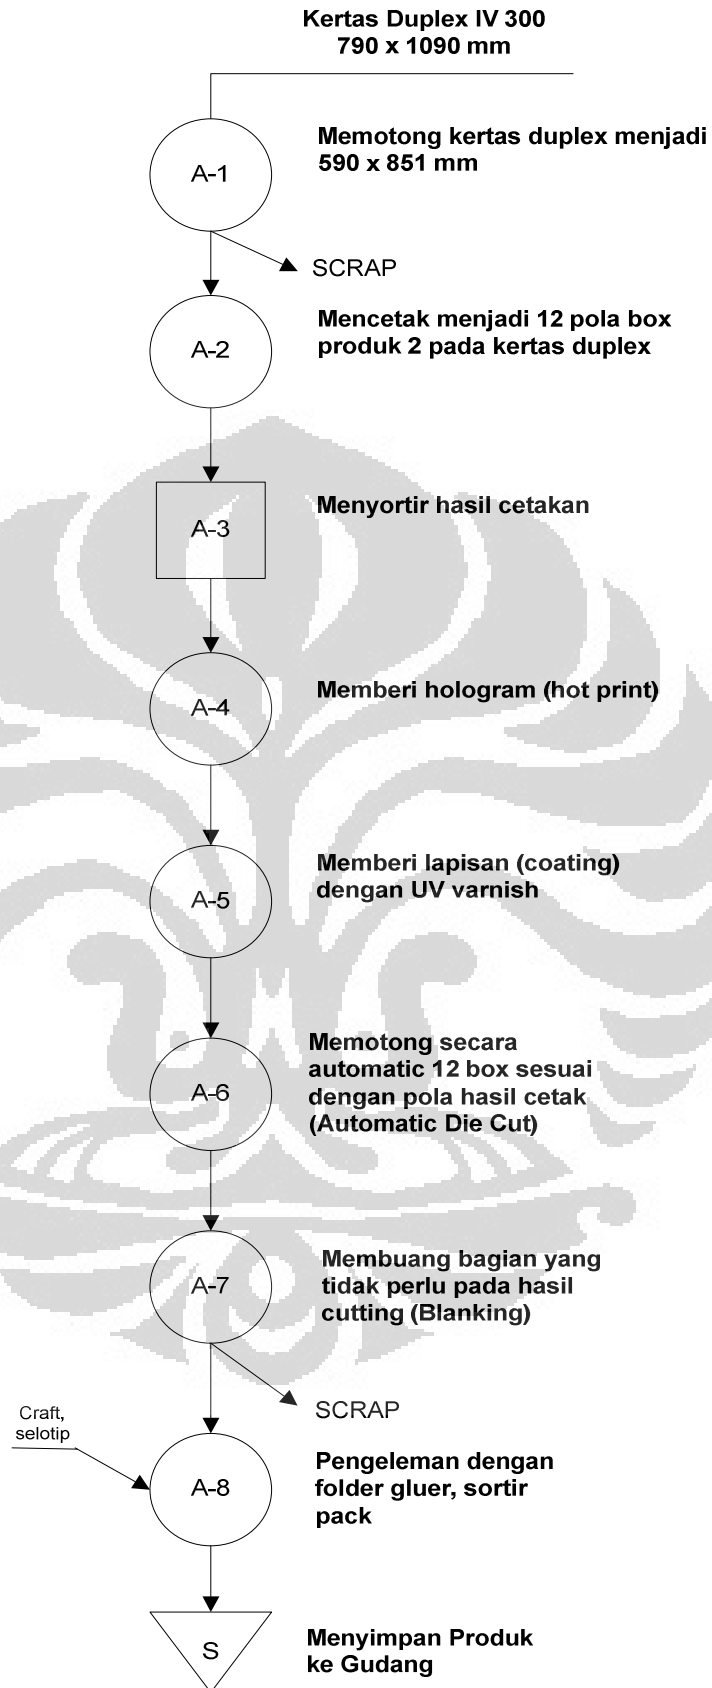 Kertas Duplex IV 300
790 x 1090 mm
A-1
Memotong kertas duplex menjadi
590 x 851 mm
SCRAP
A-2
Mencetak menjadi 12 pola box
produk 2 pada kertas duplex
A-3
Menyortir hasil cetakan
A-4
Memberi hologram (hot print)
A-5
Memberi lapisan (coating)
dengan UV varnish
A-6
Memotong secara
automatic 12 box sesuai
dengan pola hasil cetak
(Automatic Die Cut)
A-7
Membuang bagian yang
tidak perlu pada hasil
cutting (Blanking)
SCRAP
Craft,
selotip
A-8
Pengeleman dengan
folder gluer, sortir
pack
S
Menyimpan Produk
ke Gudang